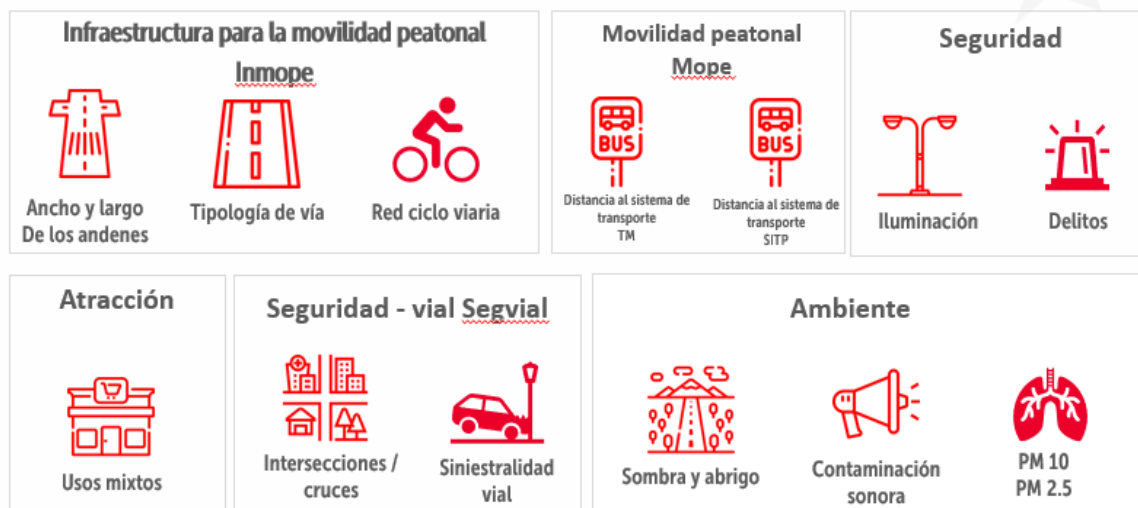 Infraestructura para la movilidad peatonal
Inmope
Ancho y largo
De los andenes
Tipología de vía
Red ciclo viaria
Movilidad peatonal
Mope
BUS
Distancia al sistema de
transporte
TM
BUS
Distancia al sistema de
transporte
SITP
Seguridad
Iluminación
Delitos
Atracción
Usos mixtos
Seguridad - vial Segvial
Intersecciones /
cruces
Siniestralidad
vial
Ambiente
Sombra y abrigo
Contaminación
sonora
PM 10
PM 2.5